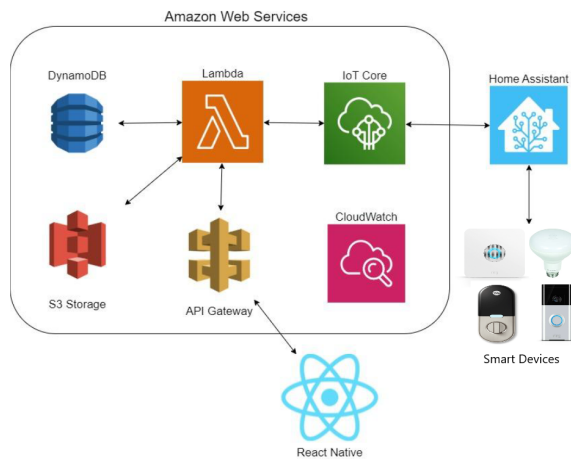 Amazon Web Services
DynamoDB
Lambda
IoT Core
Home Assistant
CloudWatch
S3 Storage
API Gateway
Smart Devices
React Native